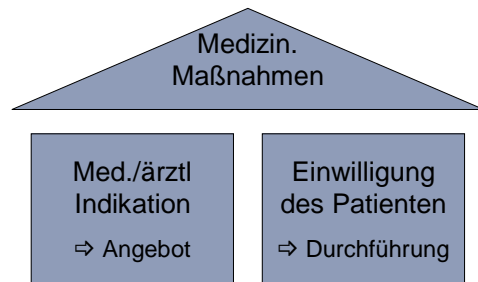 Medizin.
Maßnahmen
Med./ärztl
Indikation
⇨ Angebot
Einwilligung
des Patienten
⇨ Durchführung